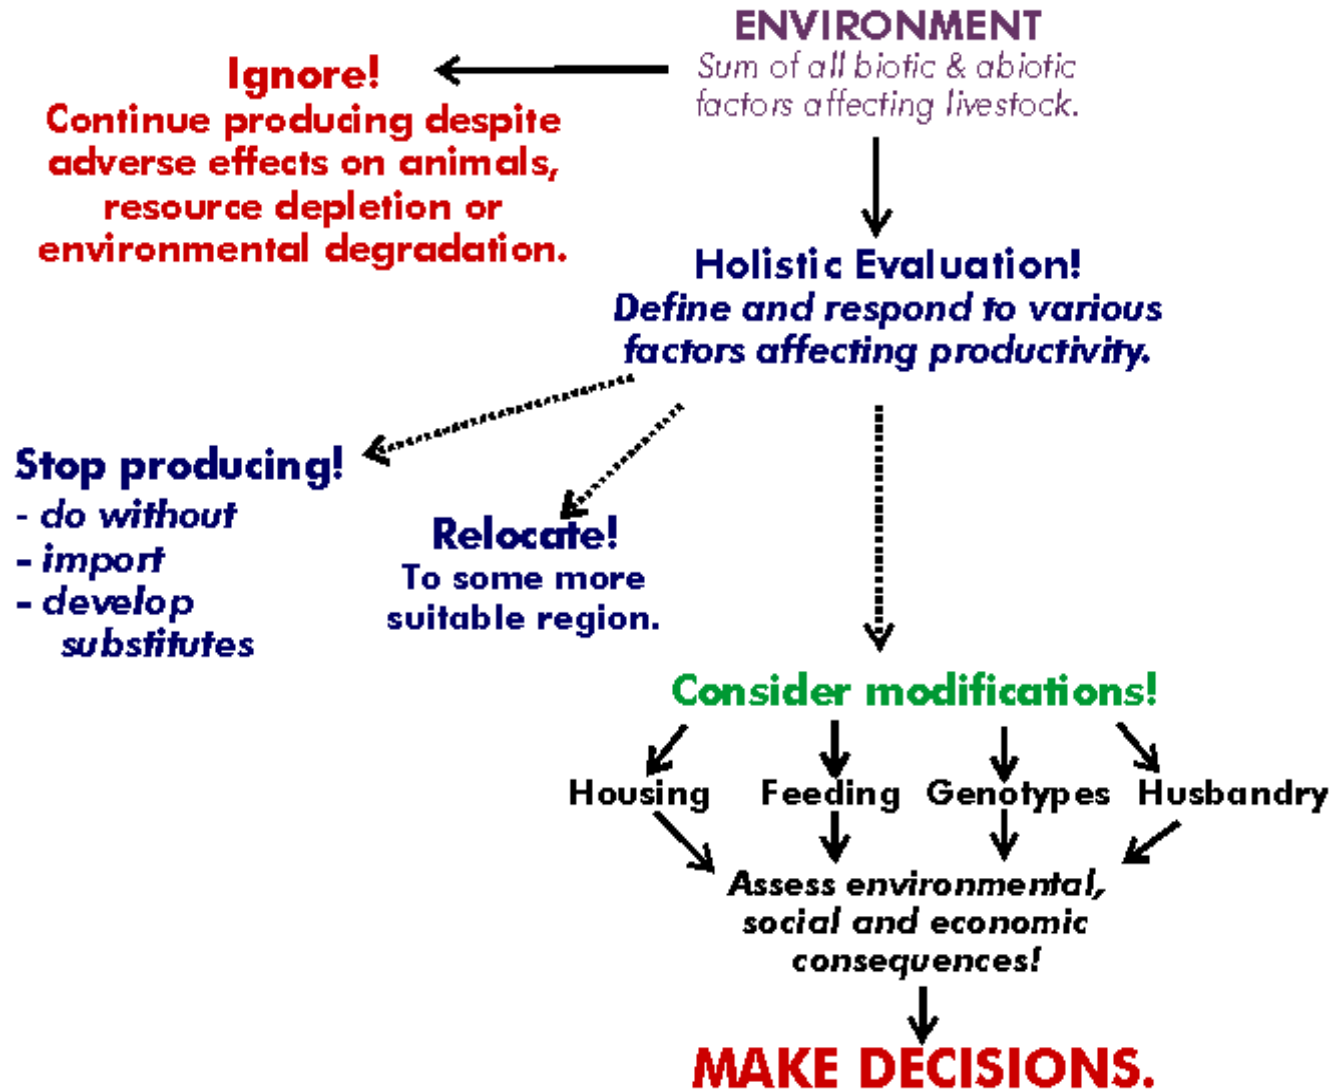 ENVIRONMENT
Sum of all biotic & abiotic
factors affecting livestock.
Ignore!
Continue producing despite
adverse effects on animals,
resource depletion or
environmental degradation.
Holistic Evaluation!
Define and respond to various
factors affecting productivity.
Stop producing!
- do without
- import
- develop
substitutes
Relocate!
To some more
suitable region.
Consider modifications!
Housing Feeding Genotypes Husbandry
Assess environmental,
social and economic
consequences!
MAKE DECISIONS.